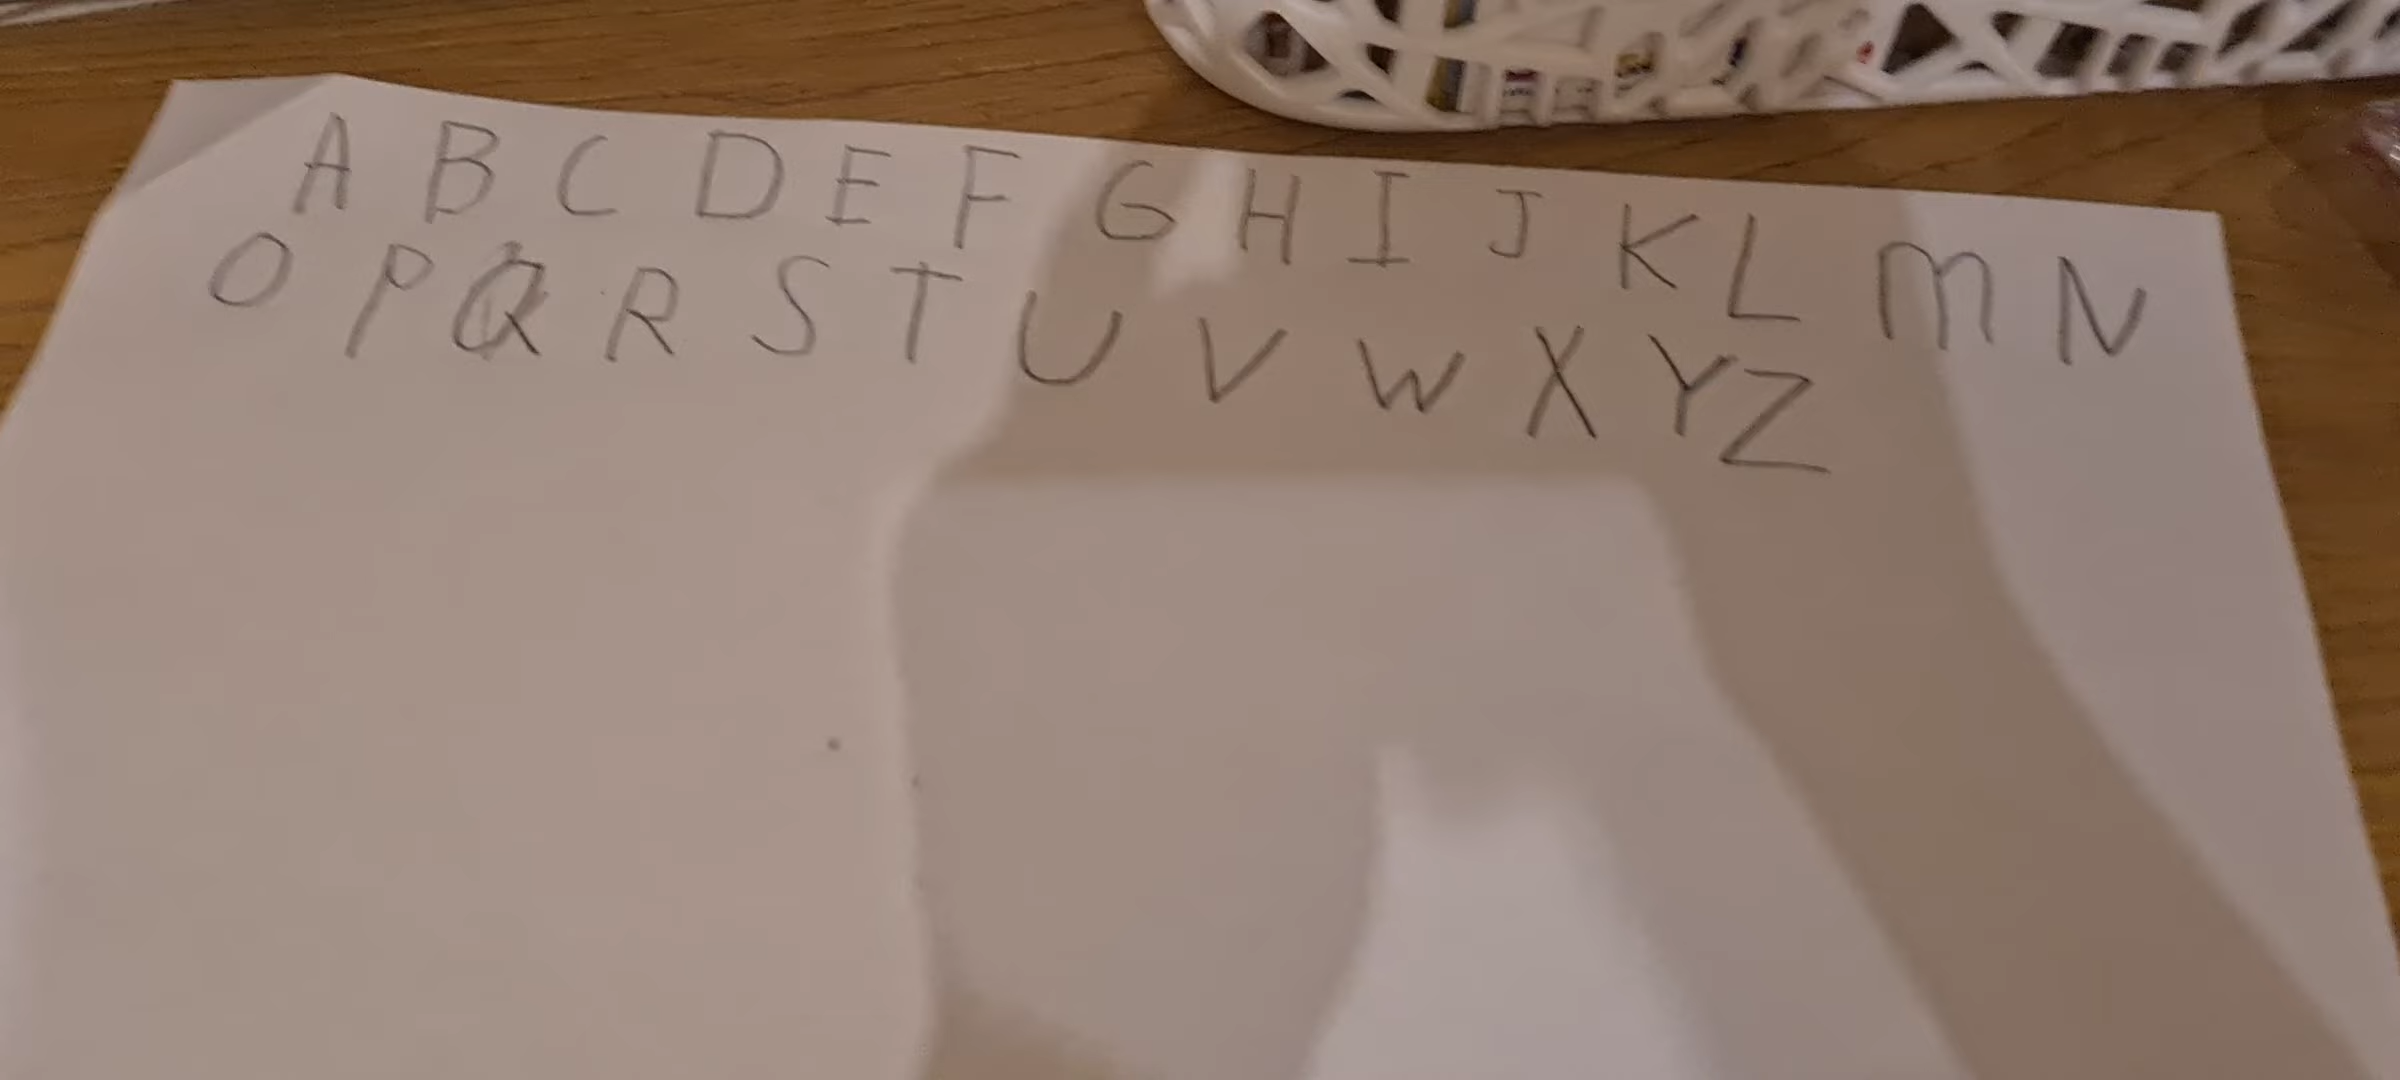 A B C D E F G H I J K L M N
O P Q R S T U V W X Y Z